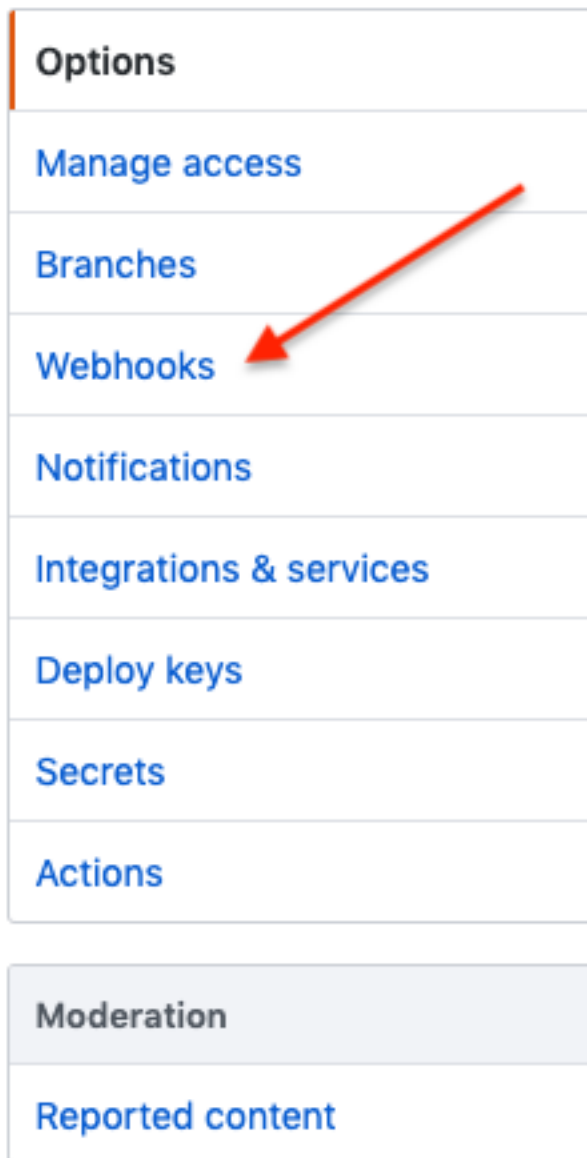 Options
Manage access
Branches
Webhooks
Notifications
Integrations & services
Deploy keys
Secrets
Actions
Moderation
Reported content